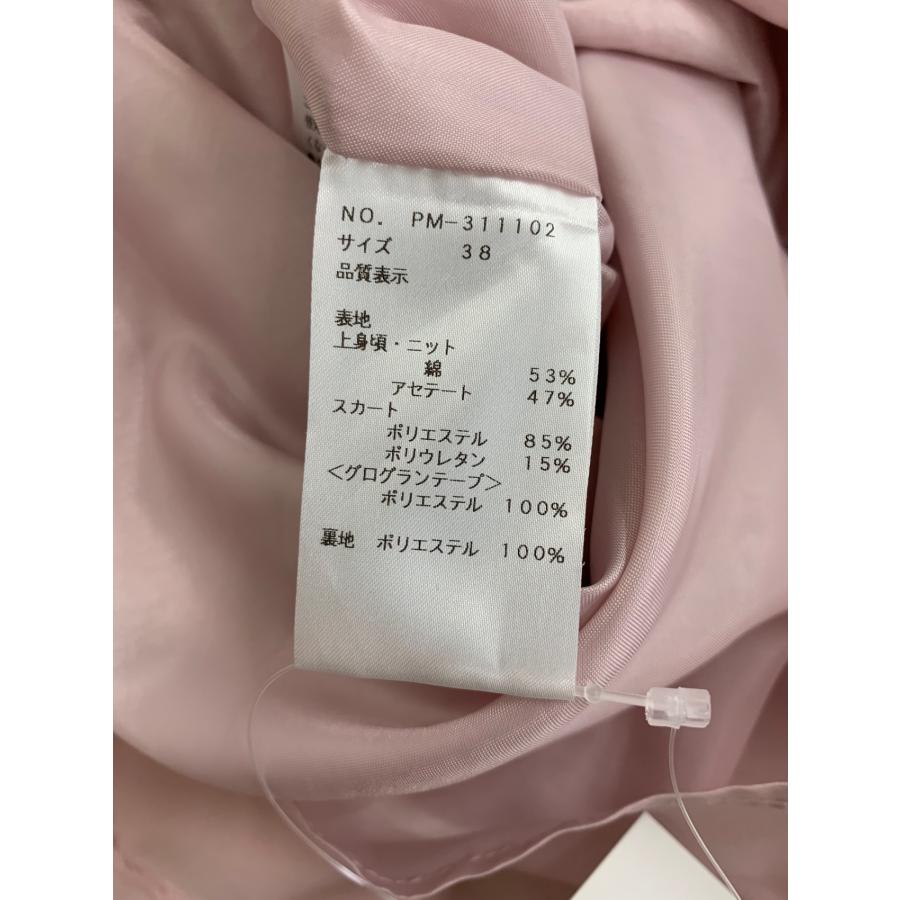 NO. PM-311102
サイズ 38
品質表示
表地
上身頃・ニット
綿 53%
アセテート 47%
スカート
ポリエステル 85%
ポリウレタン 15%
<グログランテープ>
ポリエステル 100%
裏地 ポリエステル 100%